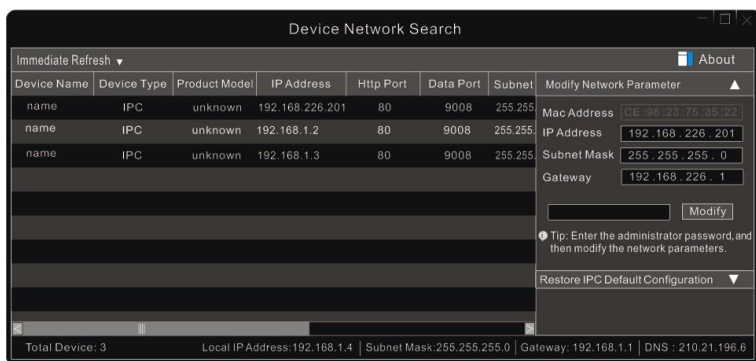 Device Network Search
Immediate Refresh ▼ About
Device Name Device Type Product Model IP Address Http Port Data Port Subnet
name IPC unknown 192.168.226.201 80 9008 255.255.
name IPC unknown 192.168.1.2 80 9008 255.255.
name IPC unknown 192.168.1.3 80 9008 255.255.
Modify Network Parameter ▲
Mac Address CE:98:23:75:35:22
IP Address 192.168.226.201
Subnet Mask 255.255.255.0
Gateway 192.168.226.1
Modify
Tip: Enter the administrator password, and
then modify the network parameters.
Restore IPC Default Configuration ▼
Total Device: 3 Local IP Address:192.168.1.4 Subnet Mask:255.255.255.0 Gateway: 192.168.1.1 DNS : 210.21.196.6